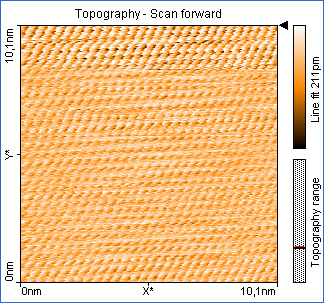 Topography - Scan forward
10,1nm
Y*
0nm
0nm
X*
10,1nm
Line fit 211pm
Topography range